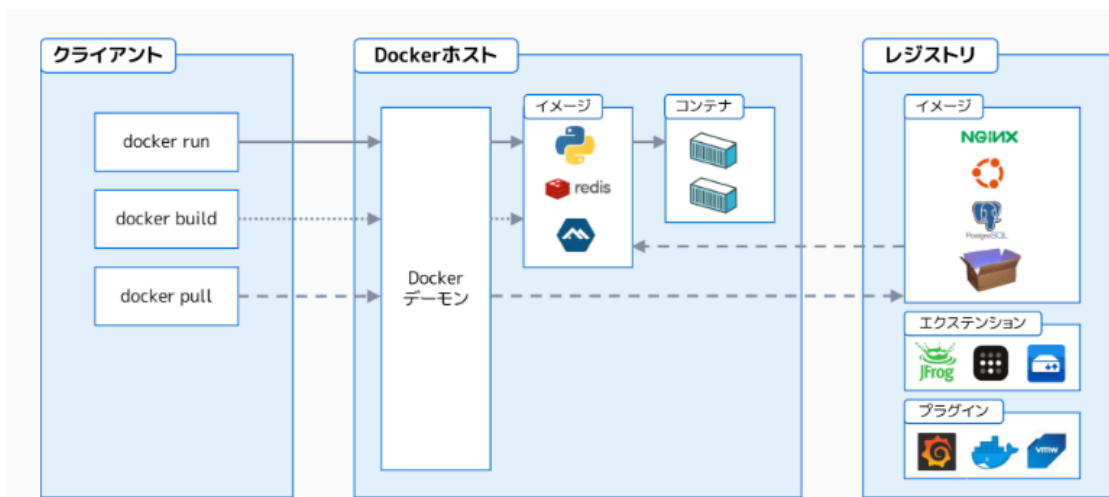 クライアント
docker run
docker build
docker pull
Dockerホスト
Docker
デーモン
イメージ
redis
コンテナ
レジストリ
イメージ
NGINX
PostgreSQL
エクステンション
JFrog
プラグイン
vmw